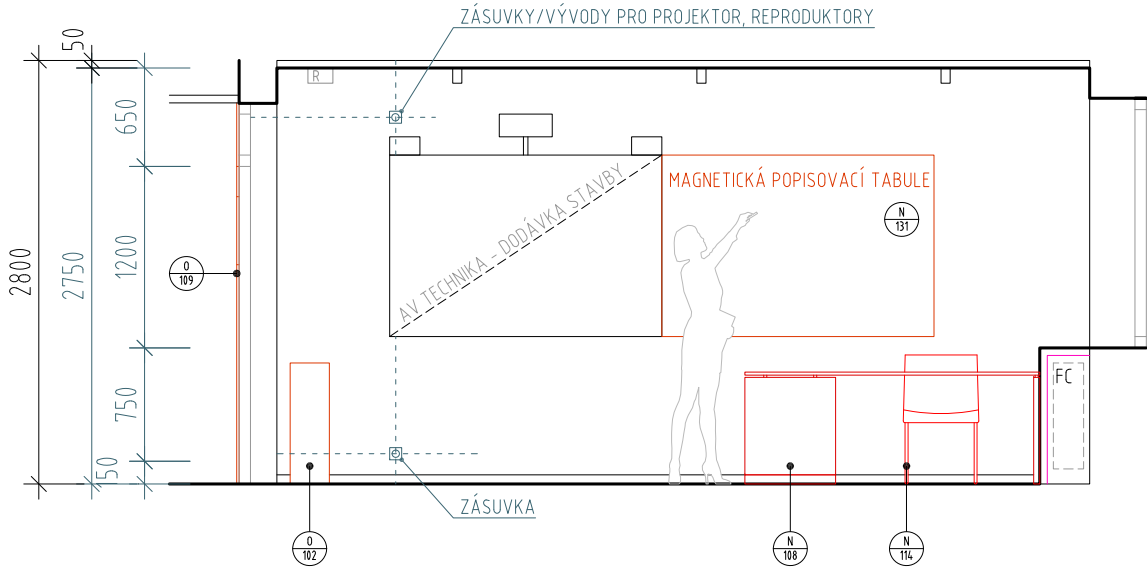 ZÁSUVKY/VÝVODY PRO PROJEKTOR, REPRODUKTORY
50
R
650
MAGNETICKÁ POPISOVACÍ TABULE
AV TECHNIKA - DODÁVKA STAVBY
N
131
2800
2750
1200
O
109
750
FC
150
ZÁSUVKA
O
102
N
108
N
114